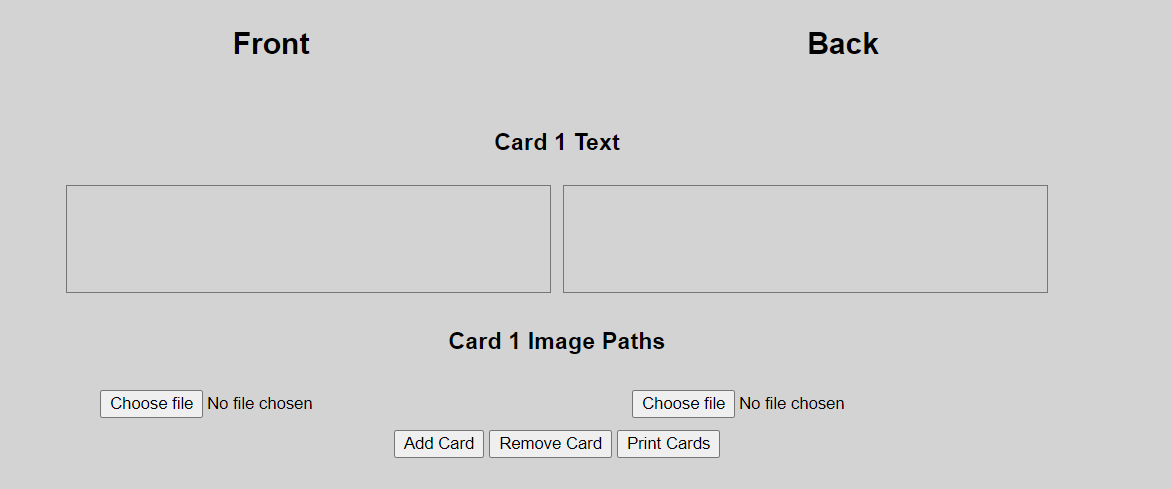 Front Back
Card 1 Text
Card 1 Image Paths
Choose file No file chosen Choose file No file chosen
Add Card Remove Card Print Cards